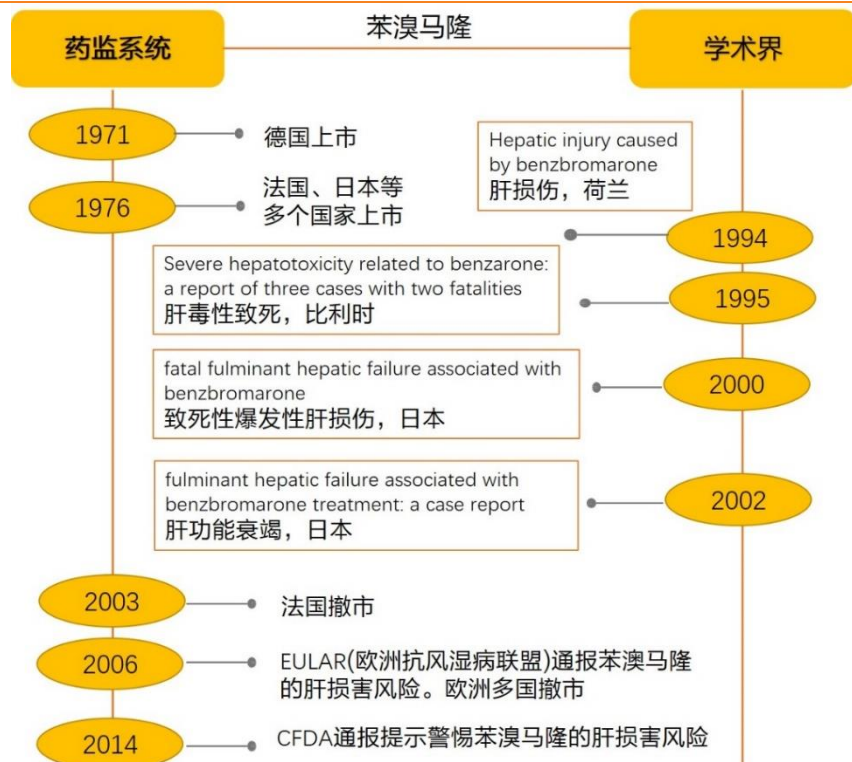 苯溴马隆
药监系统
学术界
1971
德国上市
1976
法国、日本等
多个国家上市
Hepatic injury caused
by benzbromarone
肝损伤，荷兰
1994
Severe hepatotoxicity related to benzarone:
a report of three cases with two fatalities
肝毒性致死，比利时
1995
fatal fulminant hepatic failure associated with
benzbromarone
致死性爆发性肝损伤，日本
2000
fulminant hepatic failure associated with
benzbromarone treatment: a case report
肝功能衰竭，日本
2002
2003
法国撤市
2006
EULAR(欧洲抗风湿病联盟)通报苯澳马隆
的肝损害风险。欧洲多国撤市
2014
CFDA通报提示警惕苯溴马隆的肝损害风险